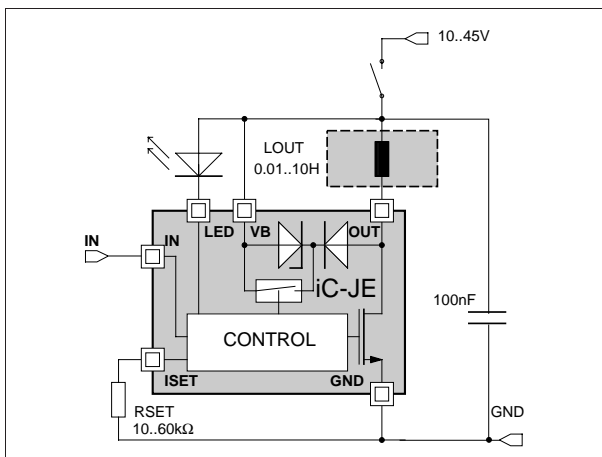 10..45V
LOUT
0.01..10H
IN
IN
LED
VB
OUT
iC-JE
100nF
CONTROL
ISET
GND
RSET
10..60kΩ
GND